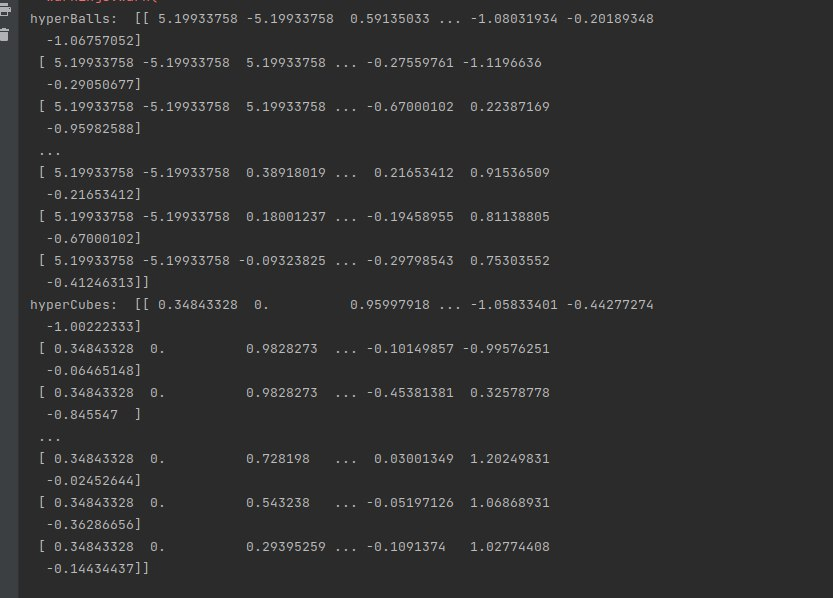 hyperBalls:  [[ 5.19933758 -5.19933758  0.59135033 ... -1.08031934 -0.20189348
  -1.06757052]
 [ 5.19933758 -5.19933758  5.19933758 ... -0.27559761 -1.1196636
  -0.29050677]
 [ 5.19933758 -5.19933758  5.19933758 ... -0.67000102  0.22387169
  -0.95982588]
 ...
 [ 5.19933758 -5.19933758  0.38918019 ...  0.21653412  0.91536509
  -0.21653412]
 [ 5.19933758 -5.19933758  0.18001237 ... -0.19458955  0.81138805
  -0.67000102]
 [ 5.19933758 -5.19933758 -0.09323825 ... -0.29798543  0.75303552
  -0.41246313]]
hyperCubes:  [[ 0.34843328  0.          0.95997918 ... -1.05833401 -0.44277274
  -1.00222333]
 [ 0.34843328  0.          0.9828273  ... -0.10149857 -0.99576251
  -0.06465148]
 [ 0.34843328  0.          0.9828273  ... -0.45381381  0.32578778
  -0.845547  ]
 ...
 [ 0.34843328  0.          0.728198   ...  0.03001349  1.20249831
  -0.02452644]
 [ 0.34843328  0.          0.543238   ... -0.05197126  1.06868931
  -0.36286656]
 [ 0.34843328  0.          0.29395259 ... -0.1091374   1.02774408
  -0.14434437]]